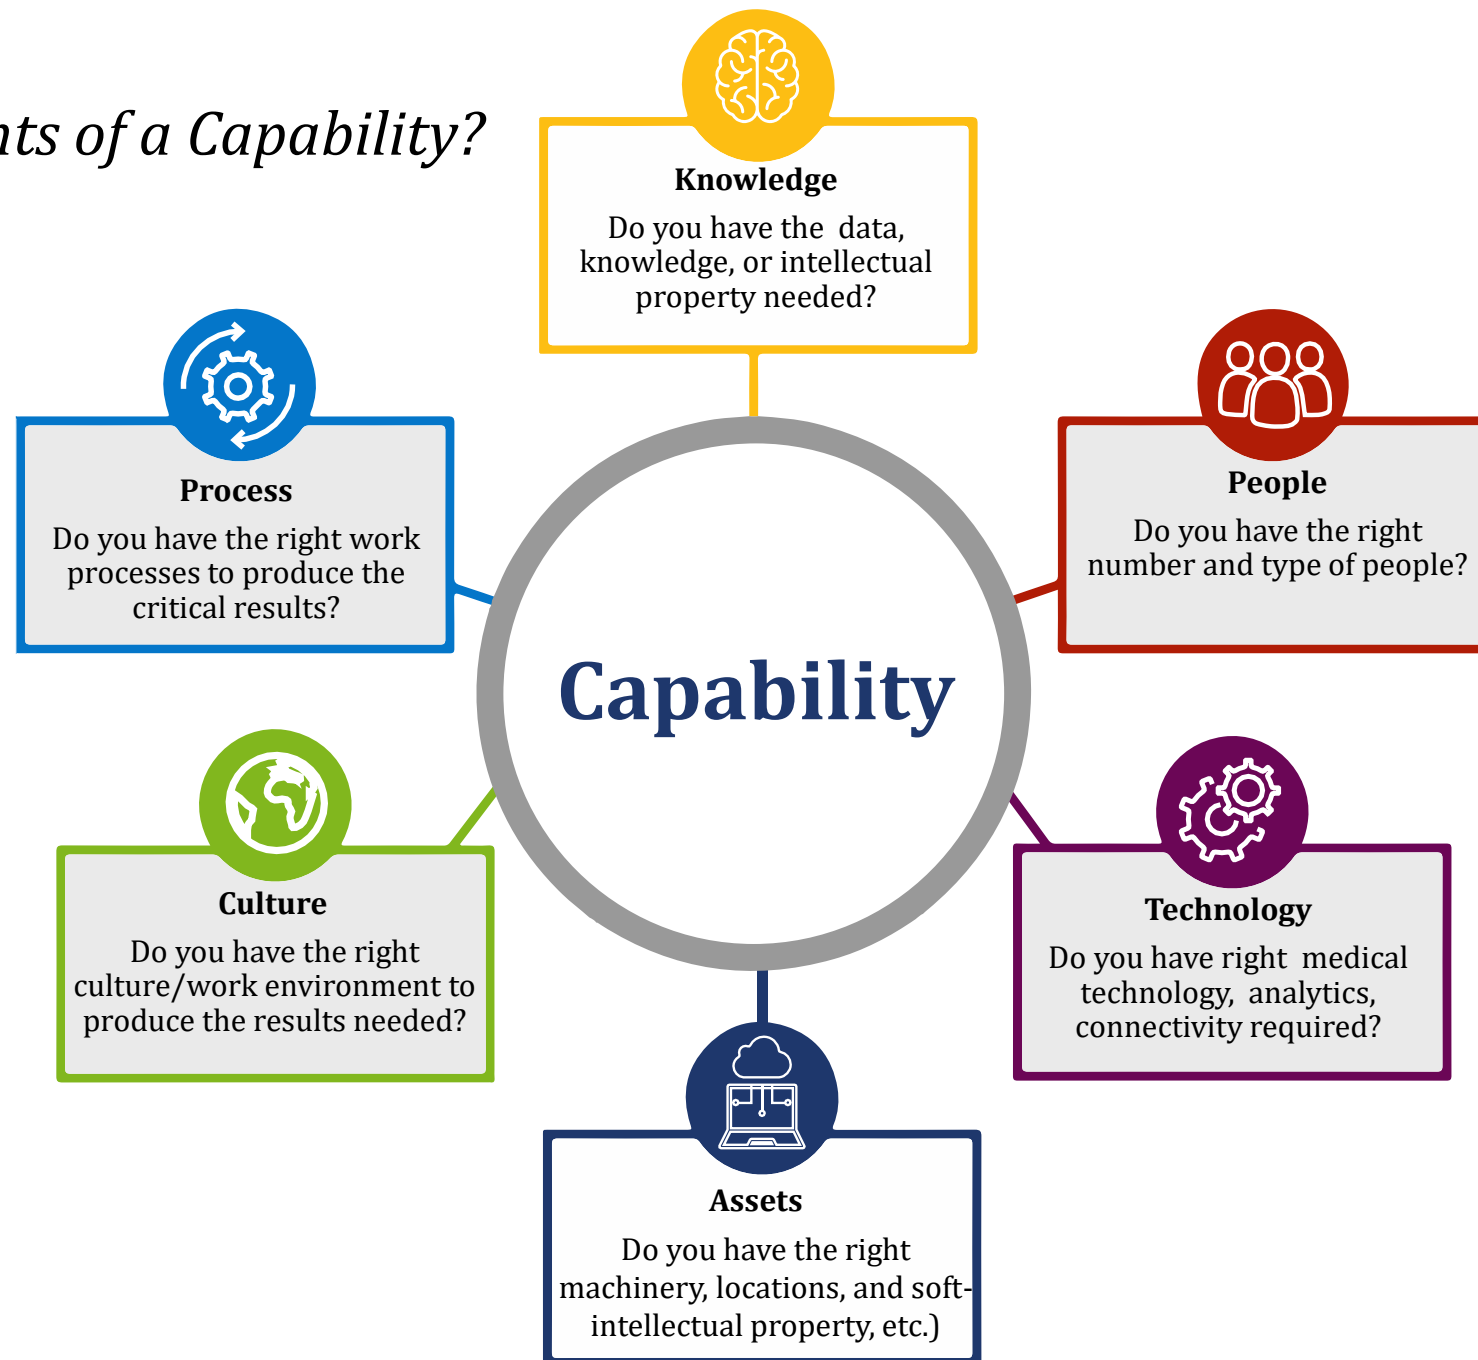 nts of a Capability?
Knowledge
Do you have the  data,
knowledge, or intellectual
property needed?
Process
Do you have the right work
processes to produce the
critical results?
People
Do you have the right
number and type of people?
Capability
Culture
Do you have the right
culture/work environment to
produce the results needed?
Technology
Do you have right  medical
technology,  analytics,
connectivity required?
Assets
Do you have the right
machinery, locations, and soft-
intellectual property, etc.)